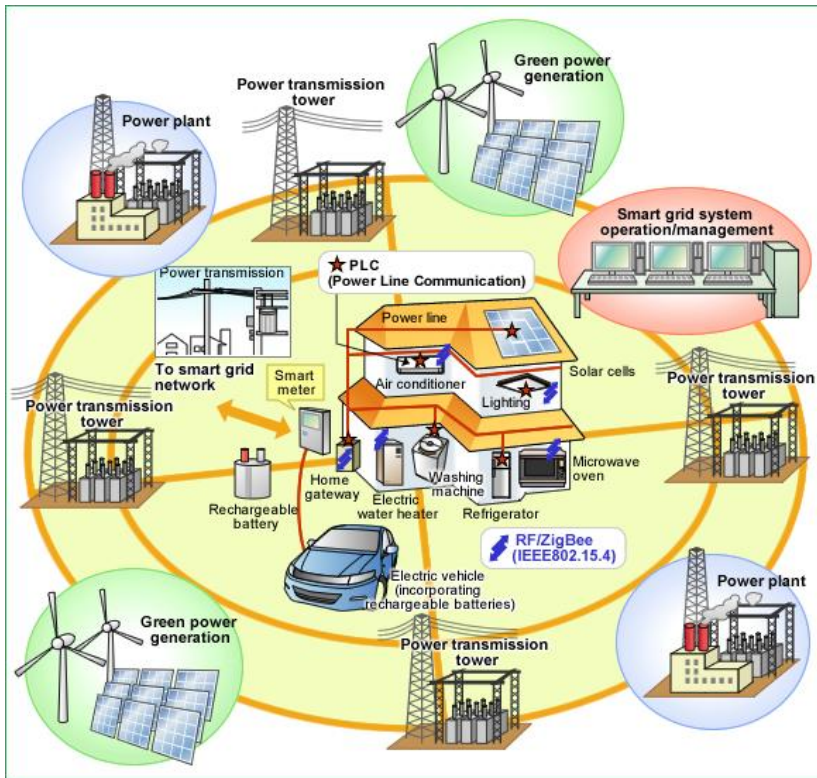 Green power
generation
Power transmission
tower
Power plant
Smart grid system
operation/management
PLC
(Power Line Communication)
Power transmission
Power line
To smart grid
network
Smart
meter
Air conditioner
Solar cells
Lighting
Power transmission
tower
Power transmission
tower
Rechargeable
battery
Home
gateway
Electric
water heater
Washing
machine
Refrigerator
Microwave
oven
RF/ZigBee
(IEEE802.15.4)
Electric vehicle
(incorporating
rechargeable batteries)
Green power
generation
Power transmission
tower
Power plant